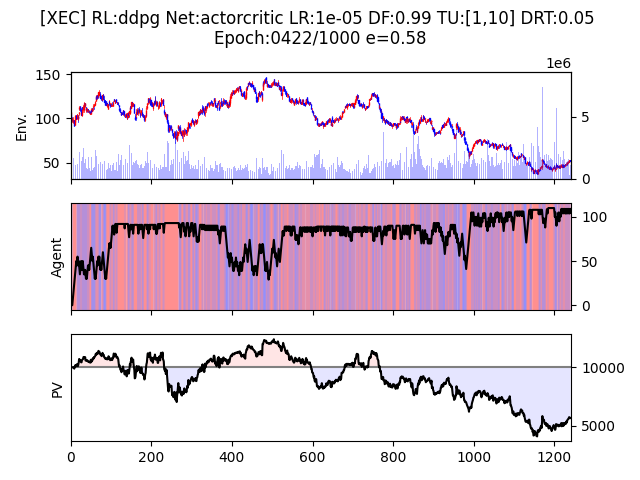 [XEC] RL:ddpg Net:actorcritic LR:1e-05 DF:0.99 TU:[1,10] DRT:0.05
Epoch:0422/1000 e=0.58
1e6
150
100
50
Env.
5
0
Agent
100
50
0
PV
10000
5000
0 200 400 600 800 1000 1200